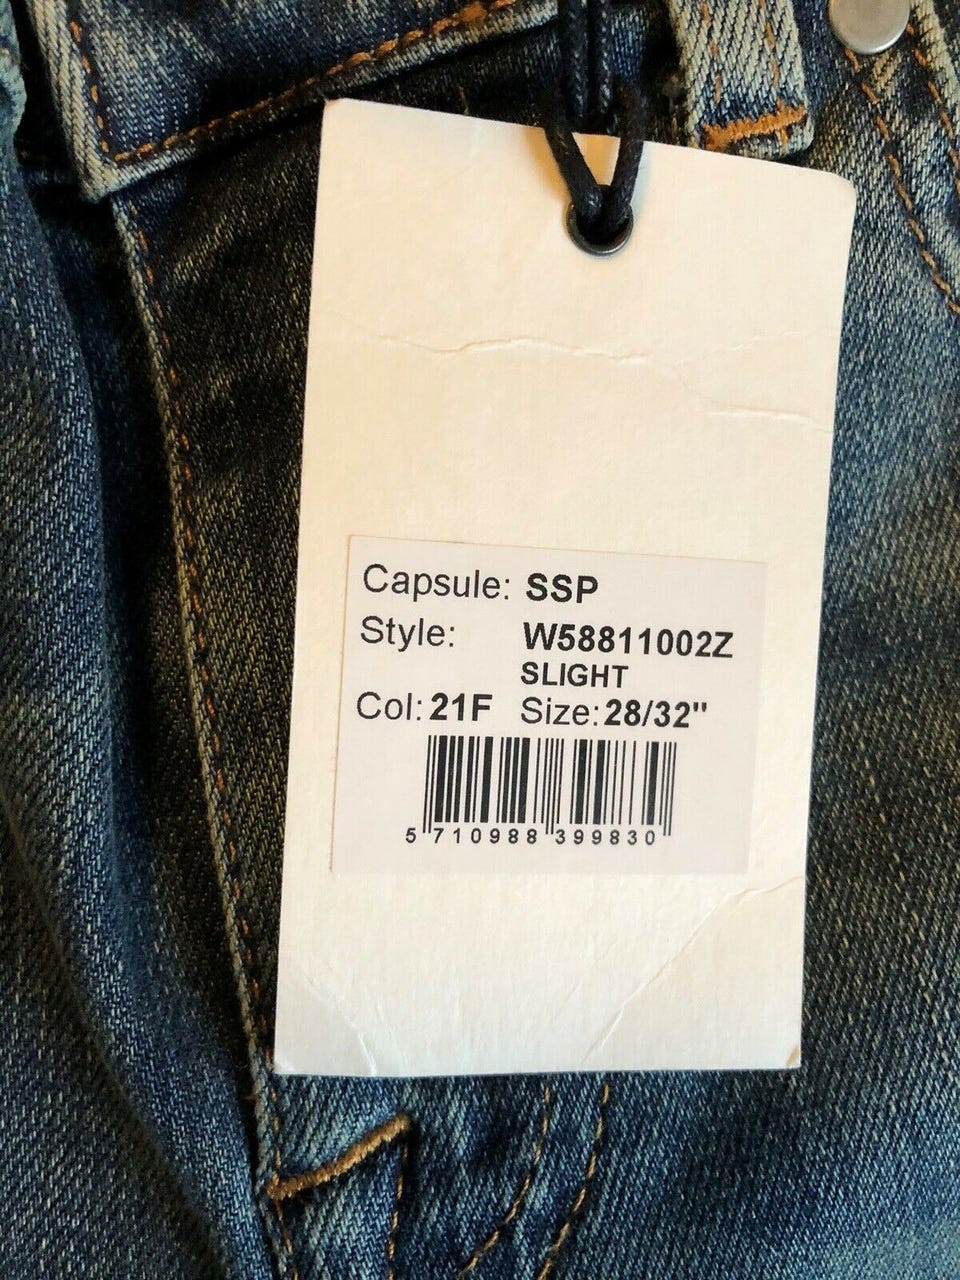 Capsule: SSP
Style: W58811002Z
SLIGHT
Col: 21F Size: 28/32"
5 710988 399830